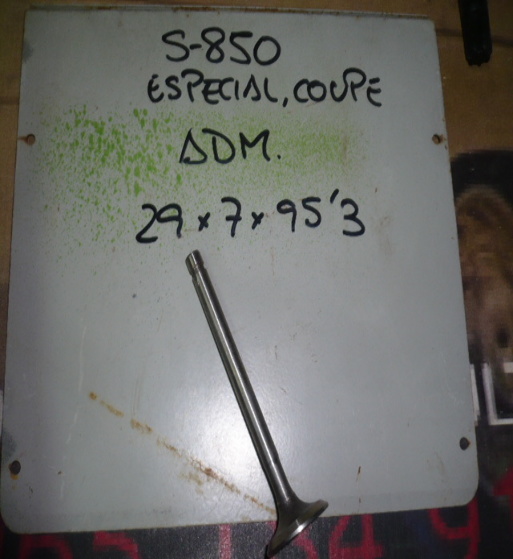 S-850
ESPECIAL, COUPE
ADM.
29 x 7 x 95'3